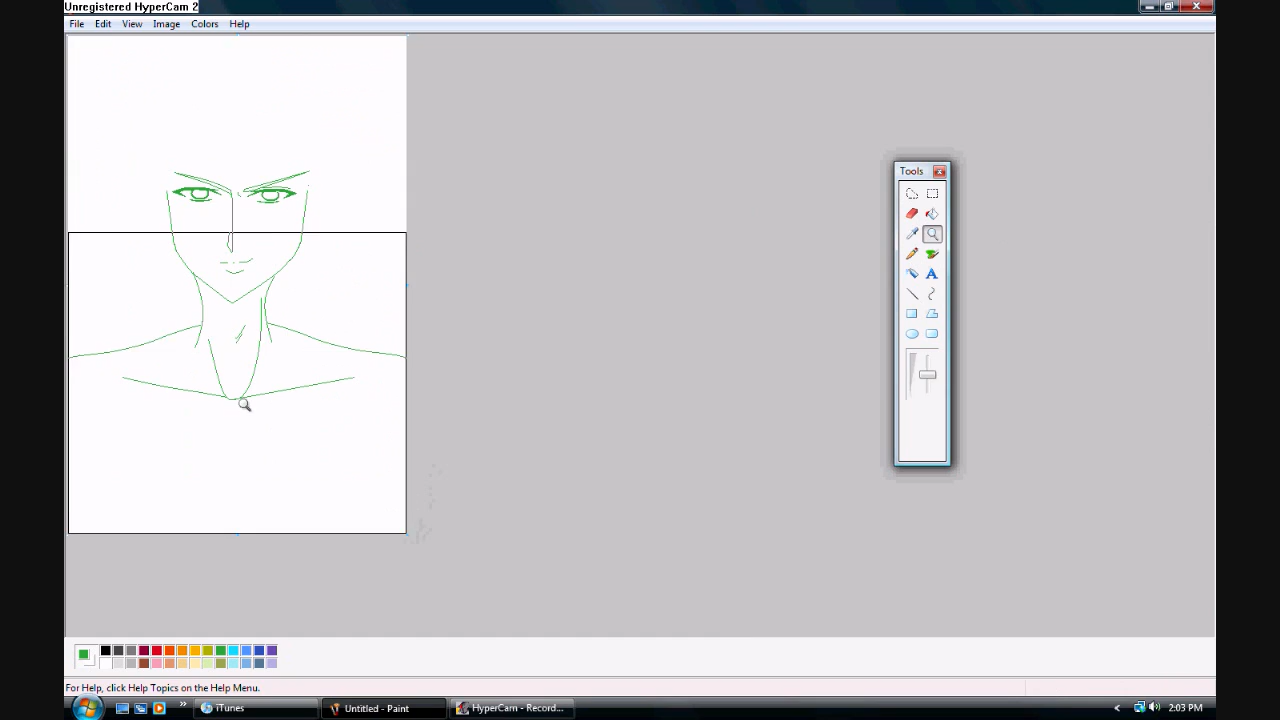 Unregistered HyperCam 2
File Edit View Image Colors Help
Tools
A
For Help, click Help Topics on the Help Menu.
iTunes
Untitled - Paint
HyperCam - Record...
2:03 PM